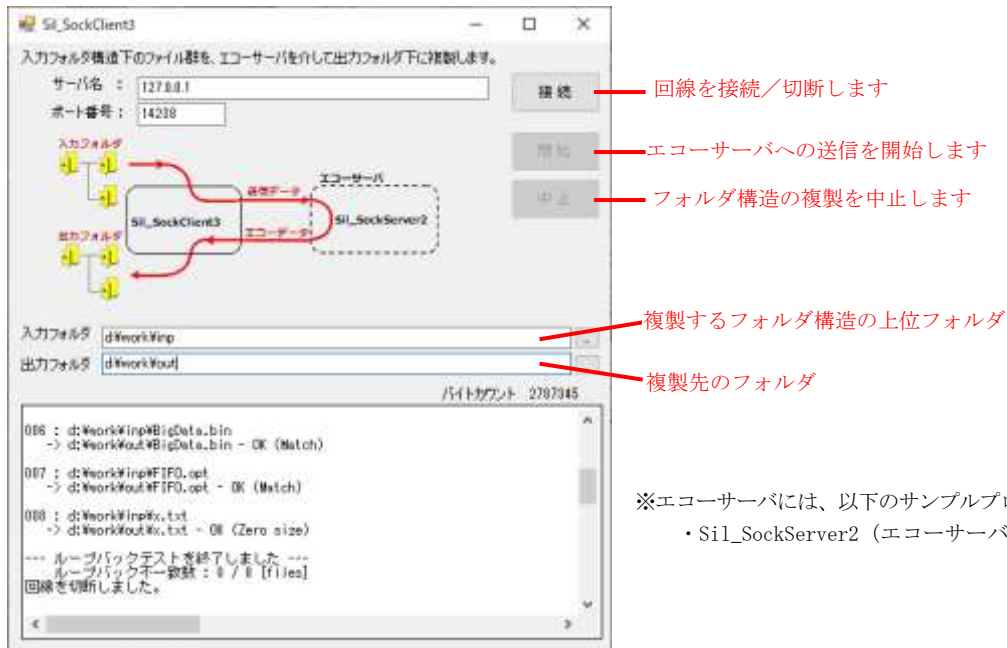 Sil_SockClient3
入力フォルダ構造下のファイル群を、エコーサーバを介して出力フォルダ下に複製します。
サーバ名 ： 127.0.0.1
接 続
回線を接続／切断します
ポート番号： 14208
開 始
エコーサーバへの送信を開始します
中 止
フォルダ構造の複製を中止します
入力フォルダ
送信データ
エコーサーバ
Sil_SockClient3
Sil_SockServer2
エコーデータ
出力フォルダ
入力フォルダ d¥work¥inp
複製するフォルダ構造の上位フォルダ
出力フォルダ d¥work¥out
複製先のフォルダ
バイトカウント 2787345
006 : d:¥work¥inp¥BigData.bin
-> d:¥work¥out¥BigData.bin - OK (Match)
007 : d:¥work¥inp¥FIFO.opt
-> d:¥work¥out¥FIFO.opt - OK (Match)
008 : d:¥work¥inp¥x.txt
-> d:¥work¥out¥x.txt - OK (Zero size)
--- ループバックテストを終了しました ---
ループバック不一致数 : 0 / 8 [files]
回線を切断しました。
※エコーサーバには、以下のサンプルプロ
・Sil_SockServer2（エコーサーバ